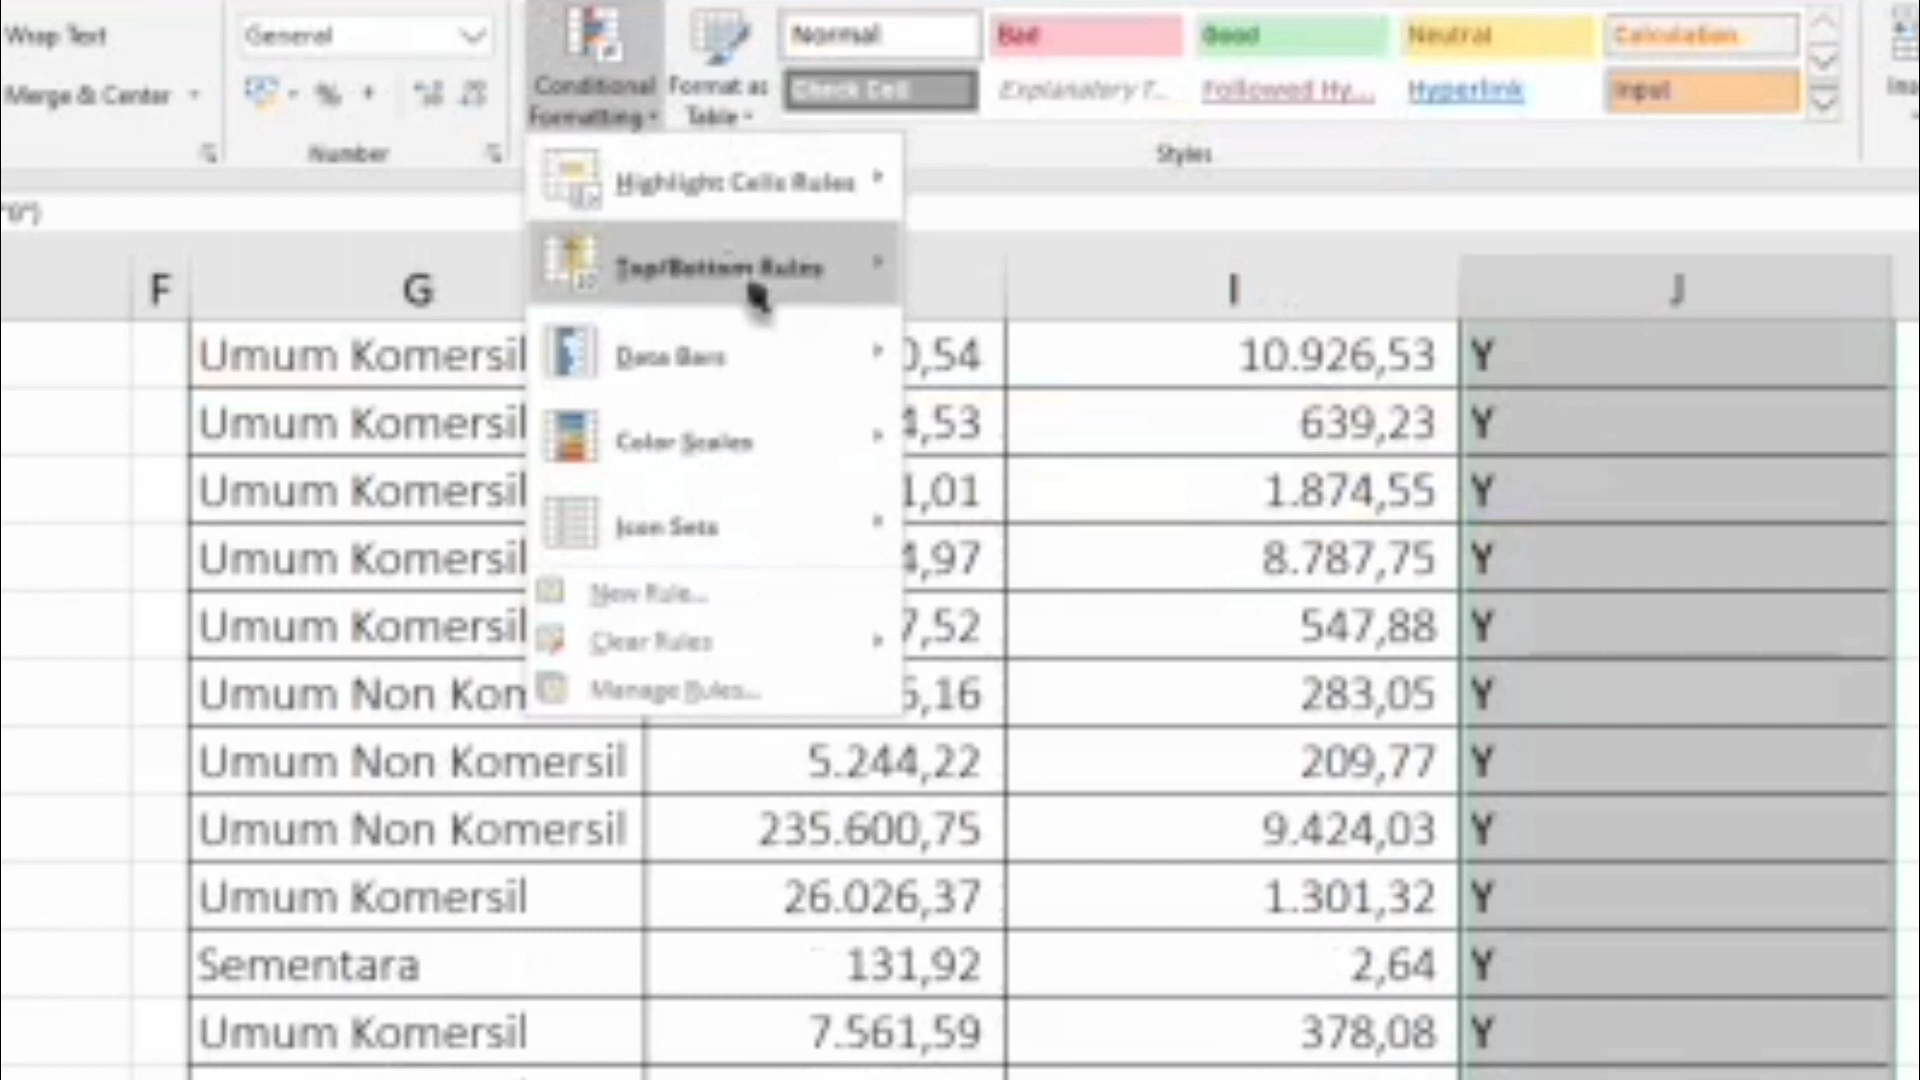 Wrap Text
General
Normal
Bad
Good
Neutral
Calculation
Merge & Center
%
Conditional
Formatting
Format as
Table
Check Cell
Explanatory T...
Followed Hy...
Hyperlink
Input
Number
Styles
Highlight Cells Rules
Top/Bottom Rules
Data Bars
Color Scales
Icon Sets
New Rule...
Clear Rules
Manage Rules...
"0")
F G I J
Umum Komersil 0,54 10.926,53 Y
Umum Komersil 4,53 639,23 Y
Umum Komersil 1,01 1.874,55 Y
Umum Komersil 4,97 8.787,75 Y
Umum Komersil 7,52 547,88 Y
Umum Non Kom 6,16 283,05 Y
Umum Non Komersil 5.244,22 209,77 Y
Umum Non Komersil 235.600,75 9.424,03 Y
Umum Komersil 26.026,37 1.301,32 Y
Sementara 131,92 2,64 Y
Umum Komersil 7.561,59 378,08 Y